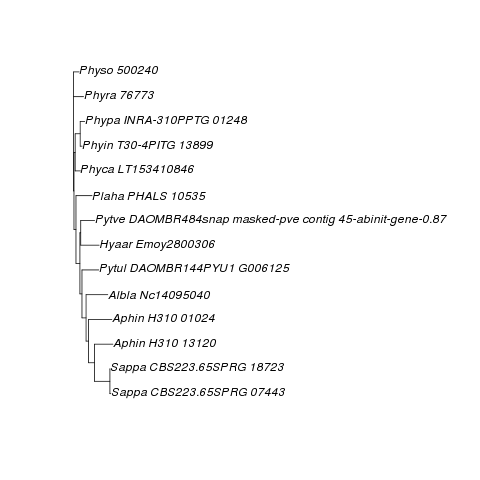 Physo 500240
Phyra 76773
Phypa INRA-310PPTG 01248
Phyin T30-4PITG 13899
Phyca LT153410846
Plaha PHALS 10535
Pytve DAOMBR484snap masked-pve contig 45-abinit-gene-0.87
Hyaar Emoy2800306
Pytul DAOMBR144PYU1 G006125
Albla Nc14095040
Aphin H310 01024
Aphin H310 13120
Sappa CBS223.65SPRG 18723
Sappa CBS223.65SPRG 07443